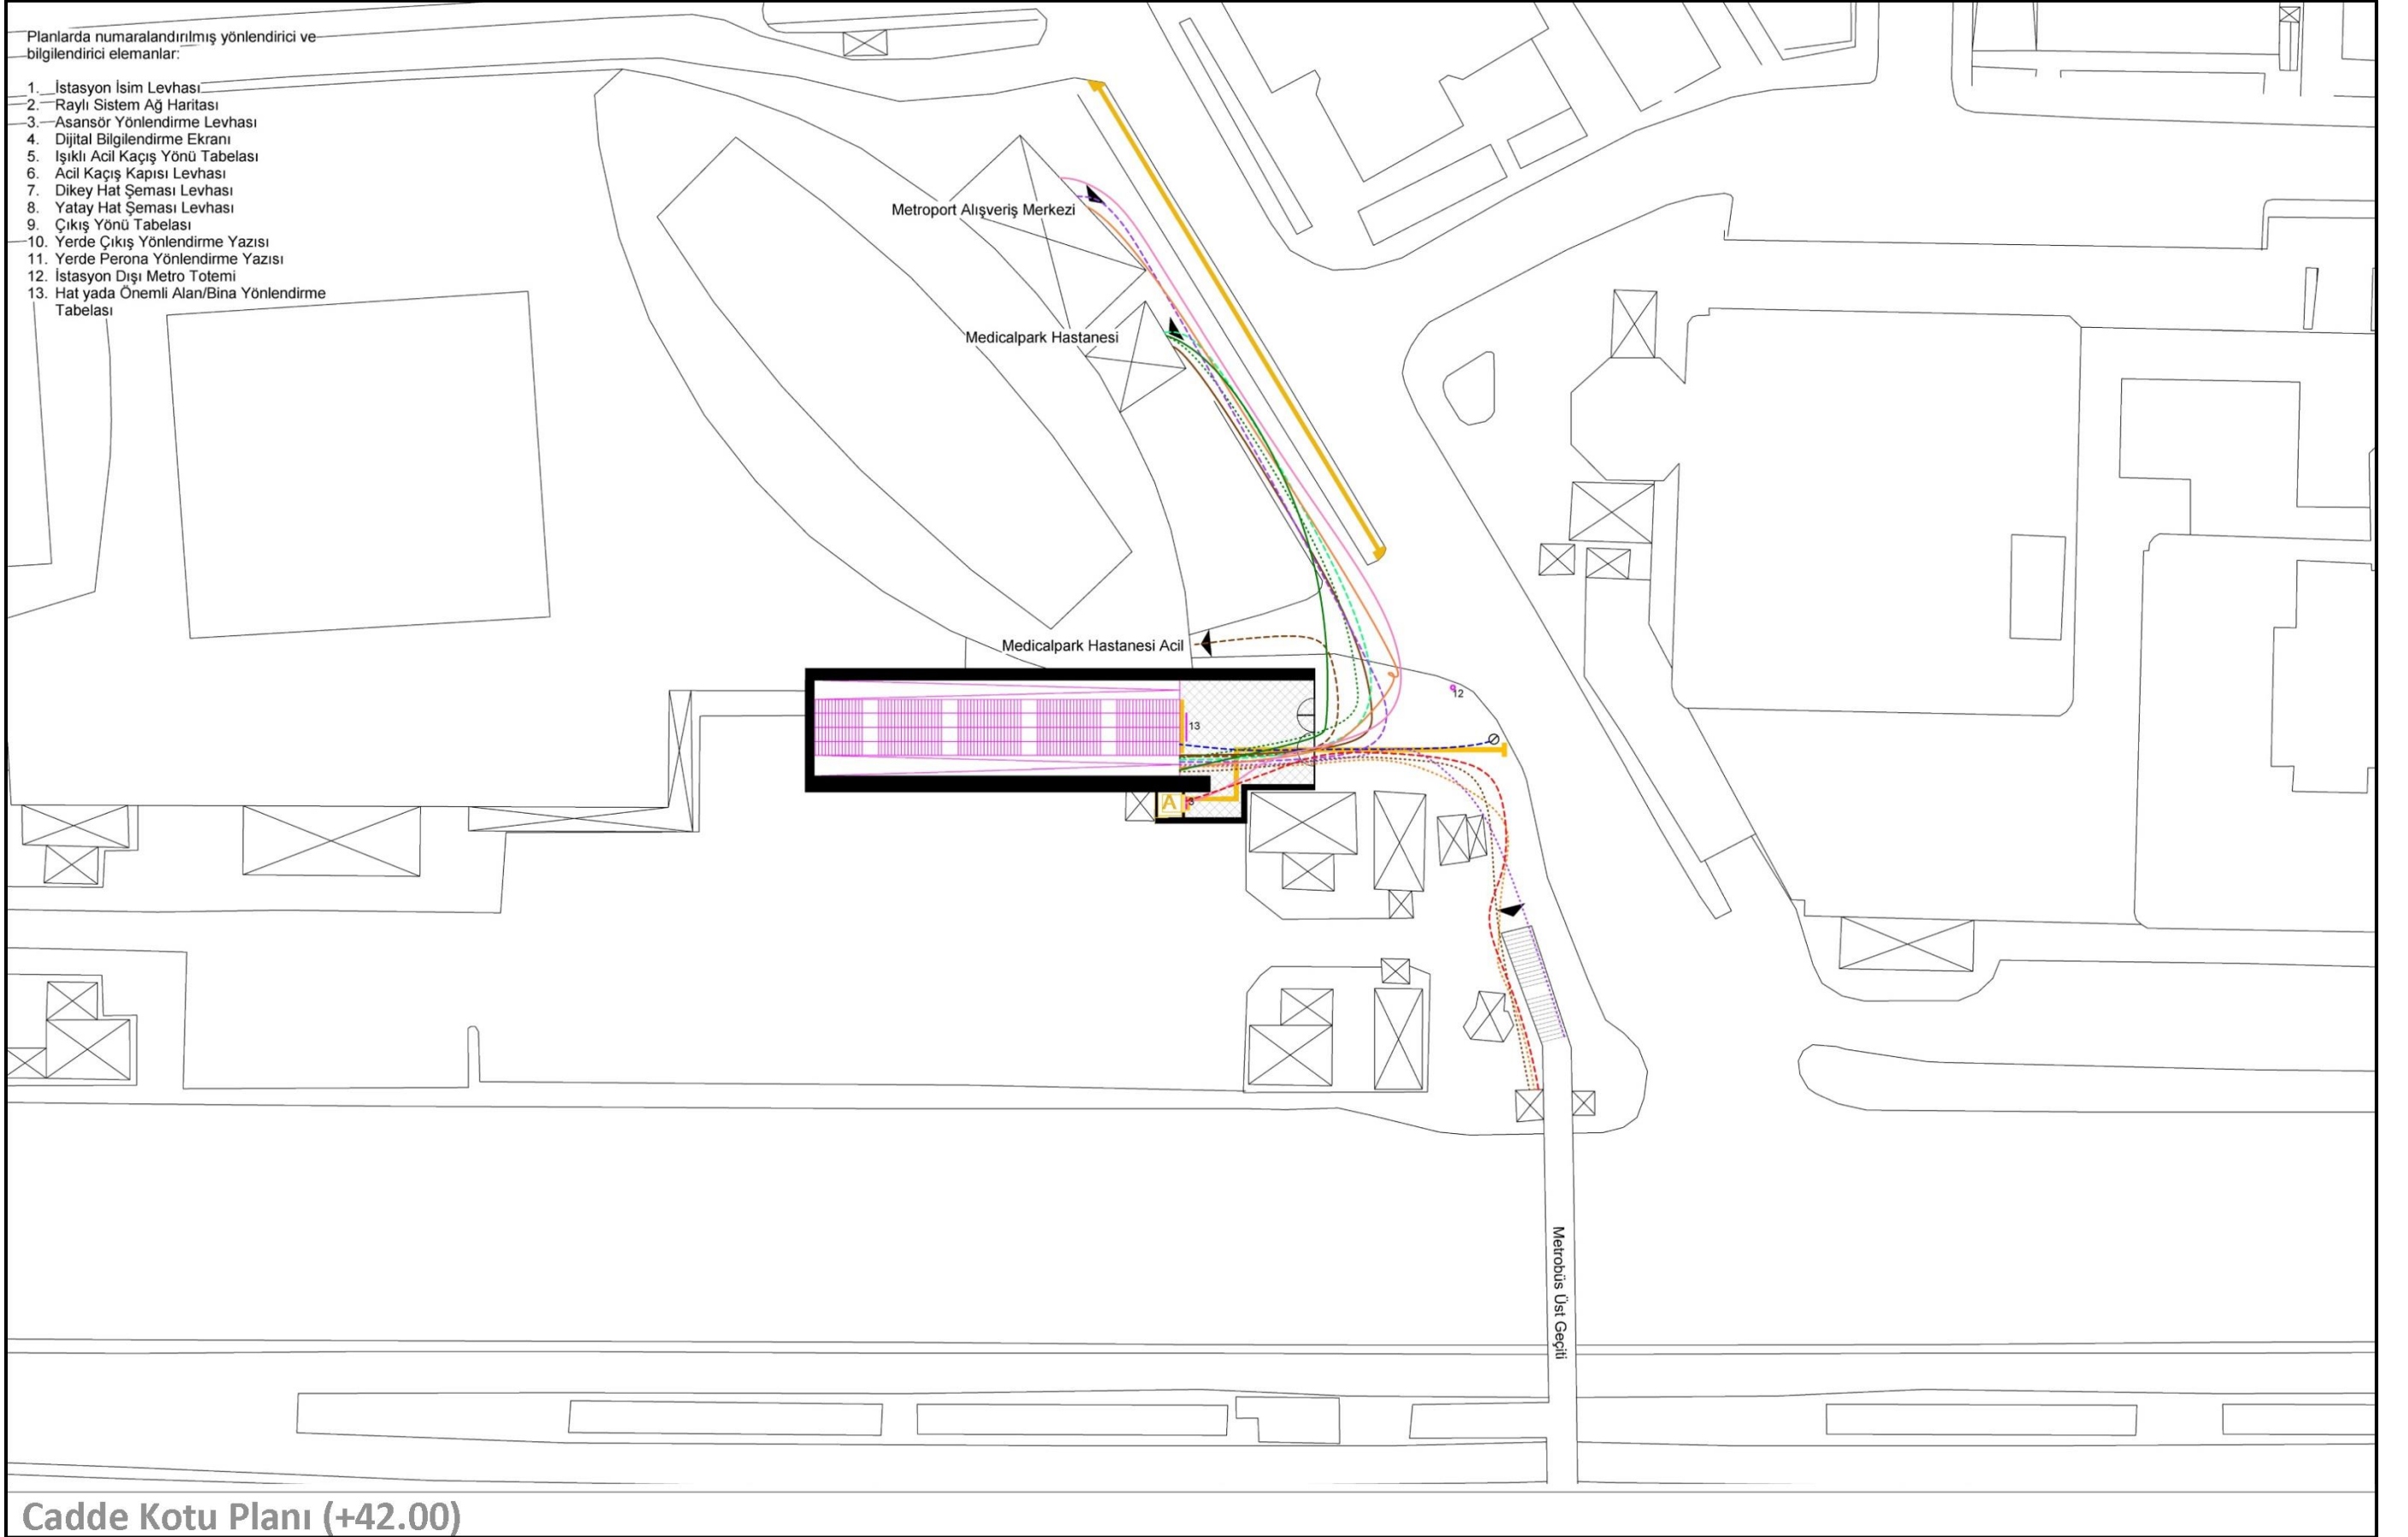 Planlarda numaralandırılmış yönlendirici ve
bilgilendirici elemanlar:
1. İstasyon İsim Levhası
2. Raylı Sistem Ağ Haritası
3. Asansör Yönlendirme Levhası
4. Dijital Bilgilendirme Ekranı
5. Işıklı Acil Kaçış Yönü Tabelası
6. Acil Kaçış Kapısı Levhası
7. Dikey Hat Şeması Levhası
8. Yatay Hat Şeması Levhası
9. Çıkış Yönü Tabelası
10. Yerde Çıkış Yönlendirme Yazısı
11. Yerde Perona Yönlendirme Yazısı
12. İstasyon Dışı Metro Totemi
13. Hat yada Önemli Alan/Bina Yönlendirme
Tabelası
Metroport Alışveriş Merkezi
Medicalpark Hastanesi
Medicalpark Hastanesi Acil
12
13
A
3
Metrobüs Üst Geçiti
Cadde Kotu Planı (+42.00)